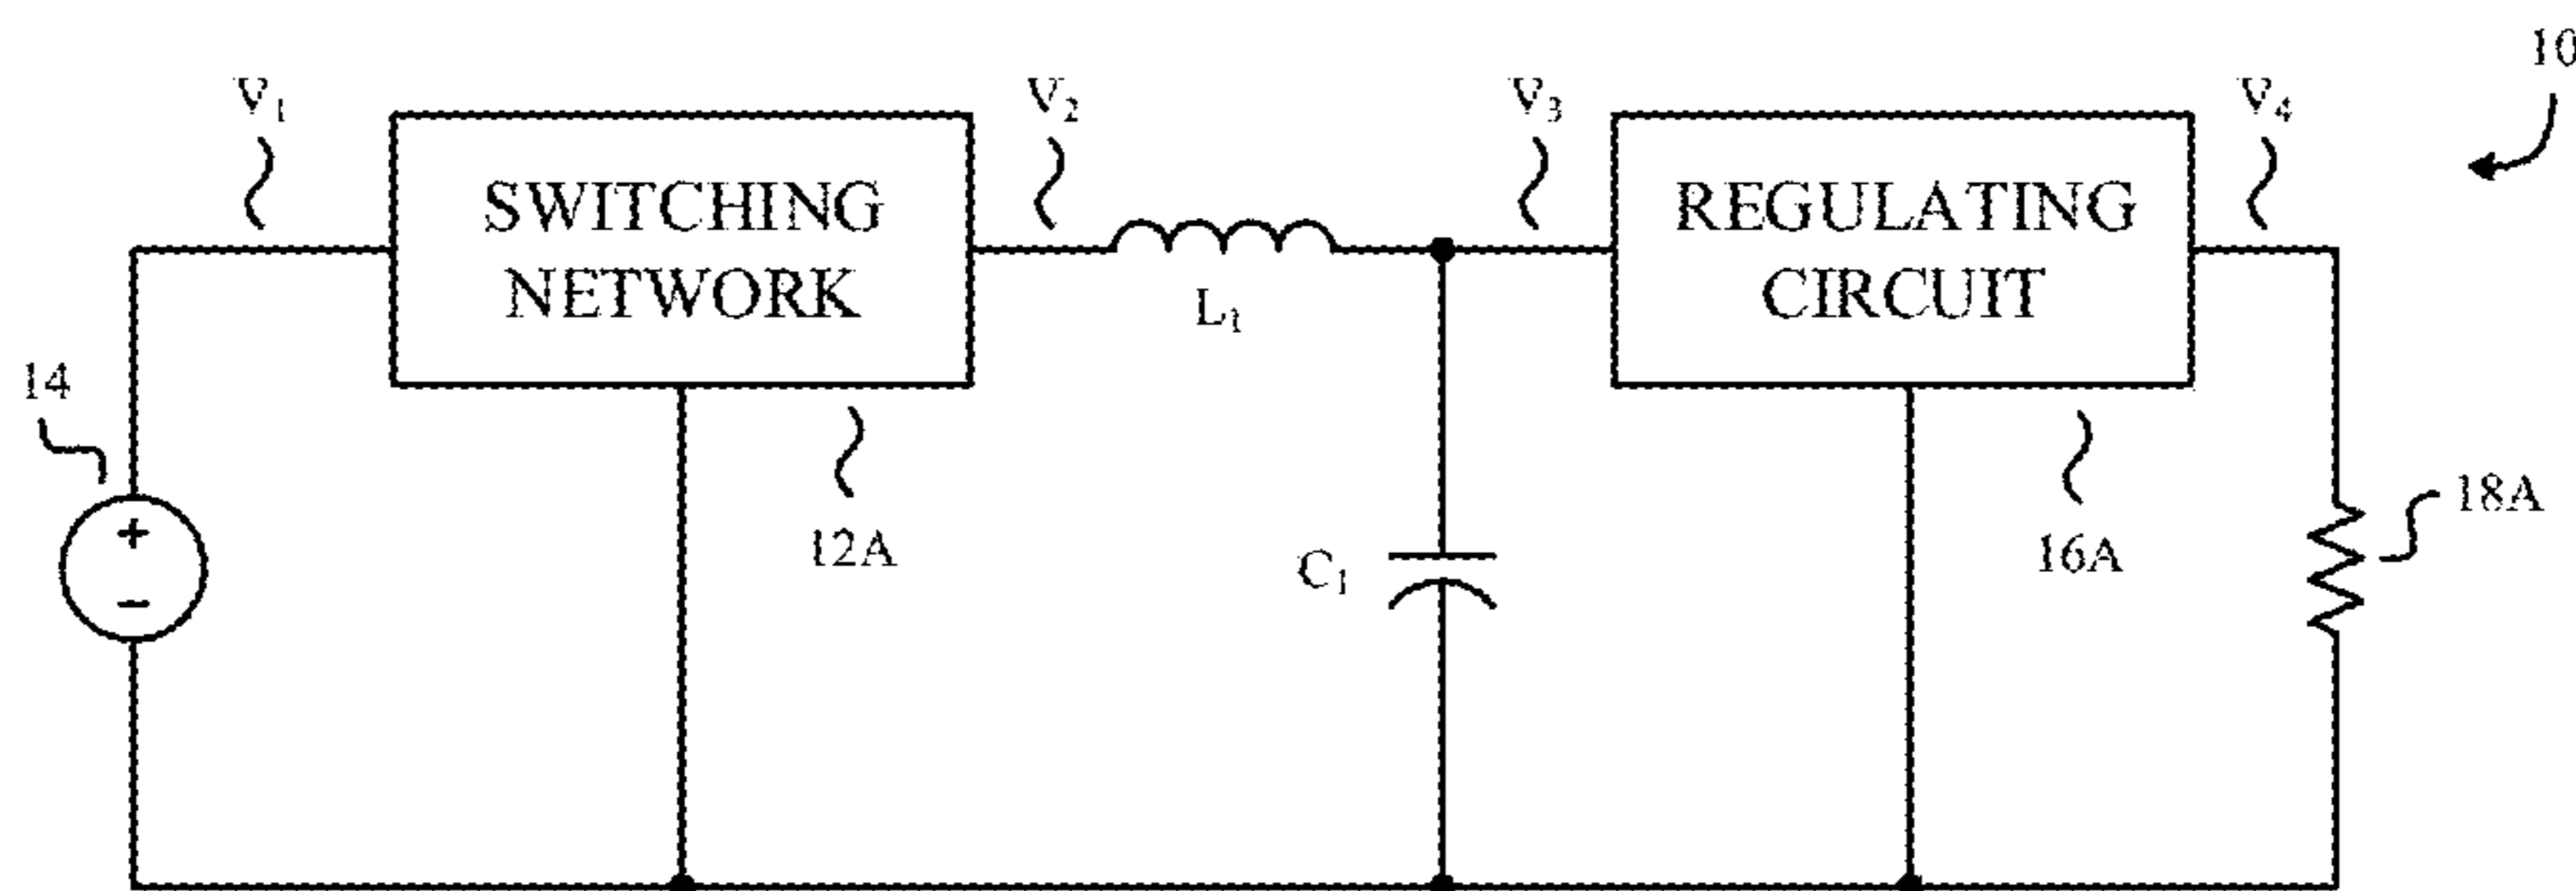 10
V₁
V₂
V₃
V₄
SWITCHING
NETWORK
REGULATING
CIRCUIT
L₁
14
+
−
12A
C₁
16A
18A